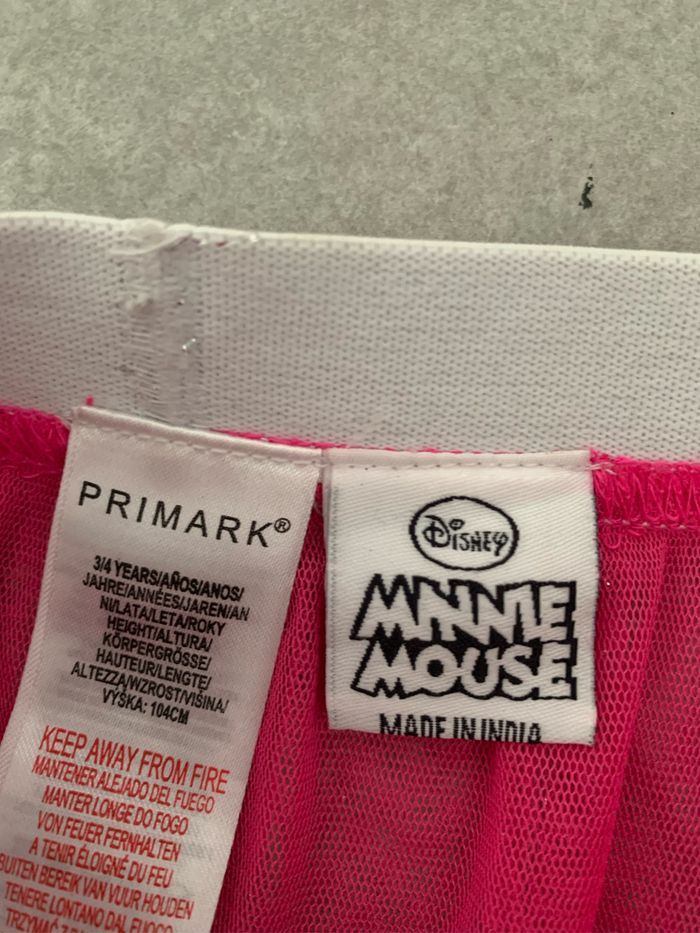 PRIMARK®
3/4 YEARS/AÑOS/ANOS/
JAHRE/ANNÉES/JAREN/AN
NI/LATA/LETA/ROKY
HEIGHT/ALTURA/
KÖRPERGRÖSSE/
HAUTEUR/LENGTE/
ALTEZZA/WZROST/VIŠINA/
VÝŠKA: 104CM
KEEP AWAY FROM FIRE
MANTENER ALEJADO DEL FUEGO
MANTER LONGE DO FOGO
VON FEUER FERNHALTEN
A TENIR ÉLOIGNÉ DU FEU
BUITEN BEREIK VAN VUUR HOUDEN
TENERE LONTANO DAL FUOCO
TRZYMAĆ
Disney
MINNIE
MOUSE
MADE IN INDIA